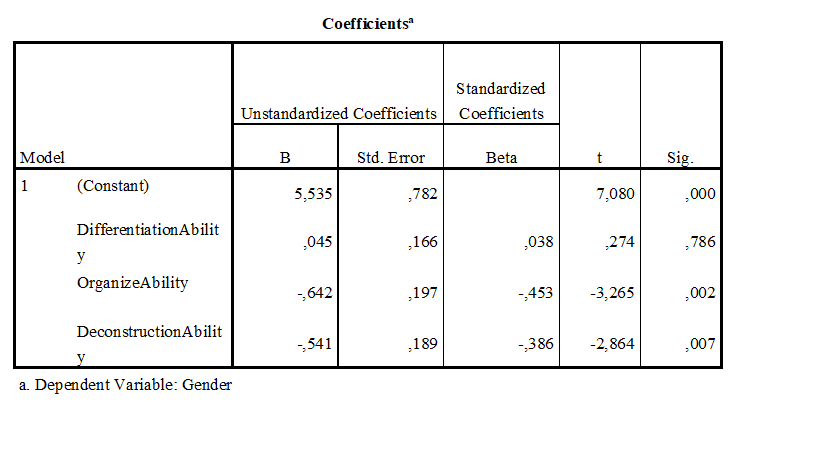 Coefficientsᵃ
Model Unstandardized Coefficients Standardized Coefficients t Sig.
B Std. Error Beta
1 (Constant) 5,535 ,782 7,080 ,000
DifferentiationAbility ,045 ,166 ,038 ,274 ,786
OrganizeAbility -,642 ,197 -,453 -3,265 ,002
DeconstructionAbility -,541 ,189 -,386 -2,864 ,007
a. Dependent Variable: Gender